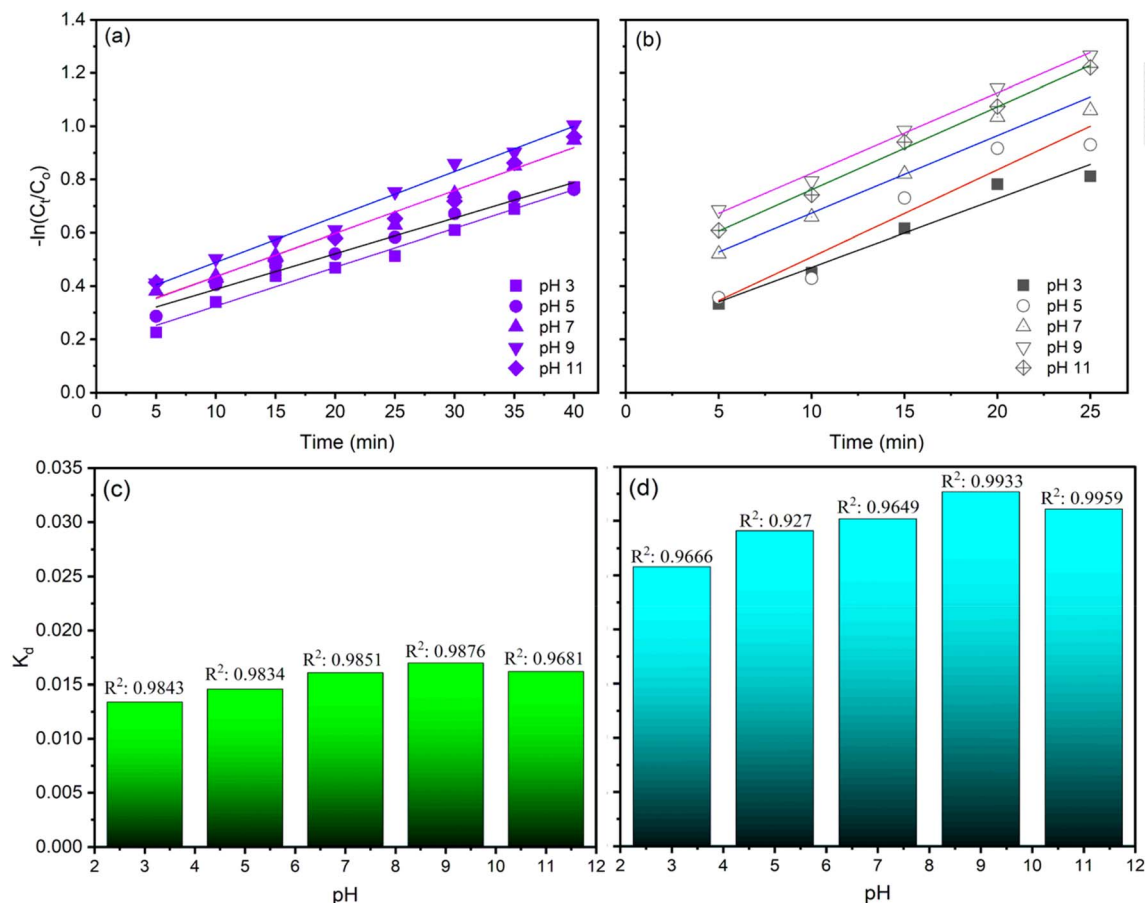 (a)
1.4
1.2
1.0
0.8
0.6
0.4
0.2
0.0
-ln(Cₜ/Cₒ)
pH 3
pH 5
pH 7
pH 9
pH 11
0 5 10 15 20 25 30 35 40
Time (min)
(b)
pH 3
pH 5
pH 7
pH 9
pH 11
0 5 10 15 20 25
Time (min)
(c)
0.035
0.030
0.025
0.020
0.015
0.010
0.005
0.000
K_d
R²: 0.9843
R²: 0.9834
R²: 0.9851
R²: 0.9876
R²: 0.9681
2 3 4 5 6 7 8 9 10 11 12
pH
(d)
R²: 0.9666
R²: 0.927
R²: 0.9649
R²: 0.9933
R²: 0.9959
2 3 4 5 6 7 8 9 10 11 12
pH